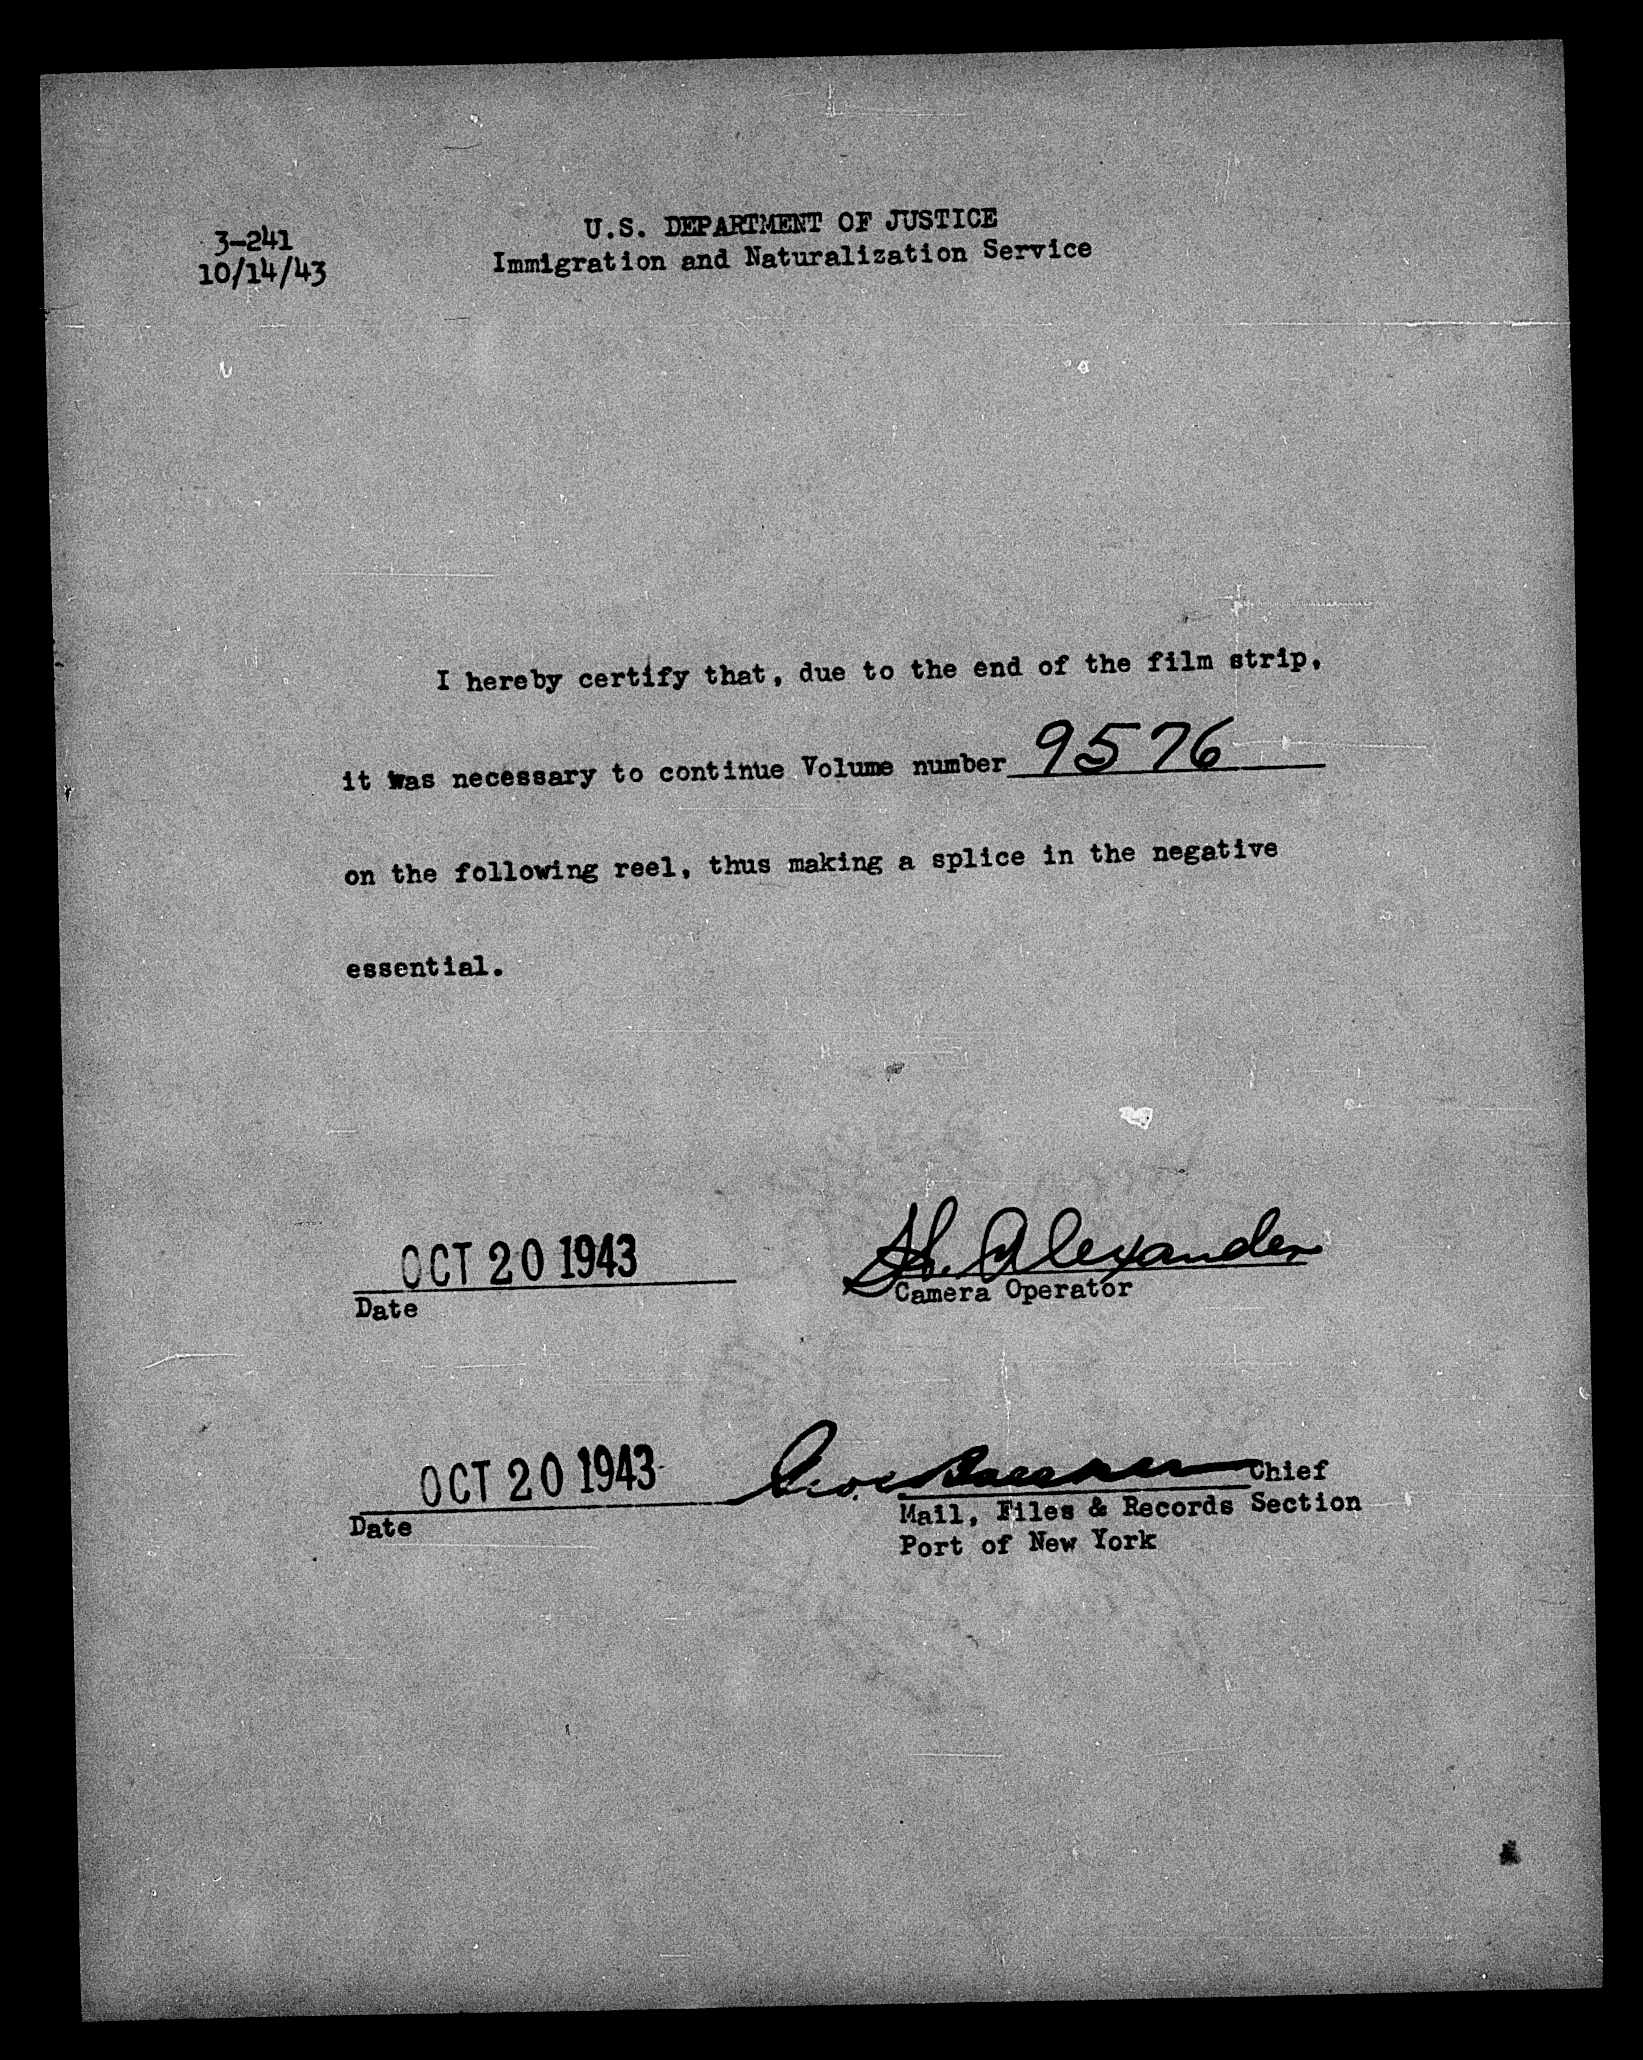 3-241
10/14/43
U.S. DEPARTMENT OF JUSTICE
Immigration and Naturalization Service
I hereby certify that, due to the end of the film strip,
it was necessary to continue Volume number 9576
on the following reel, thus making a splice in the negative
essential.
OCT 20 1943
Date
H. Alexander
Camera Operator
OCT 20 1943
Date
Chief
Mail, Files & Records Section
Port of New York